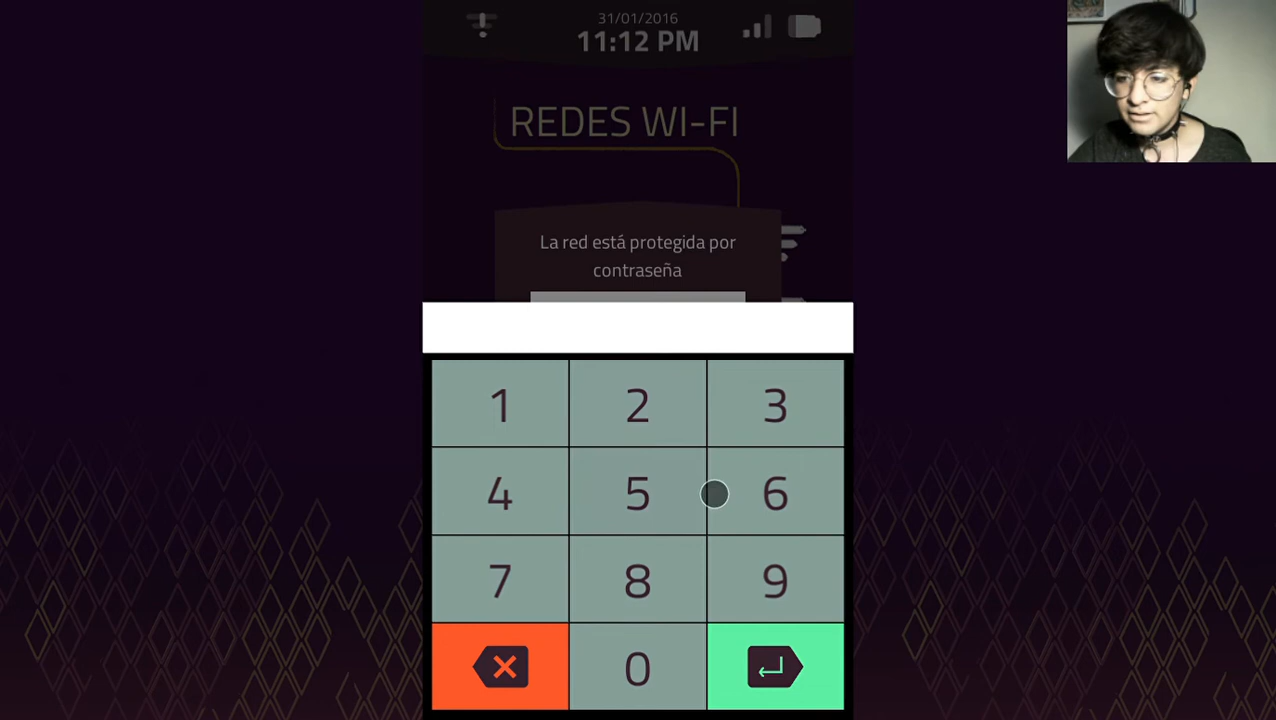 31/01/2016
11:12 PM
REDES WI-FI
La red está protegida por
contraseña
1 2 3
4 5 6
7 8 9
0